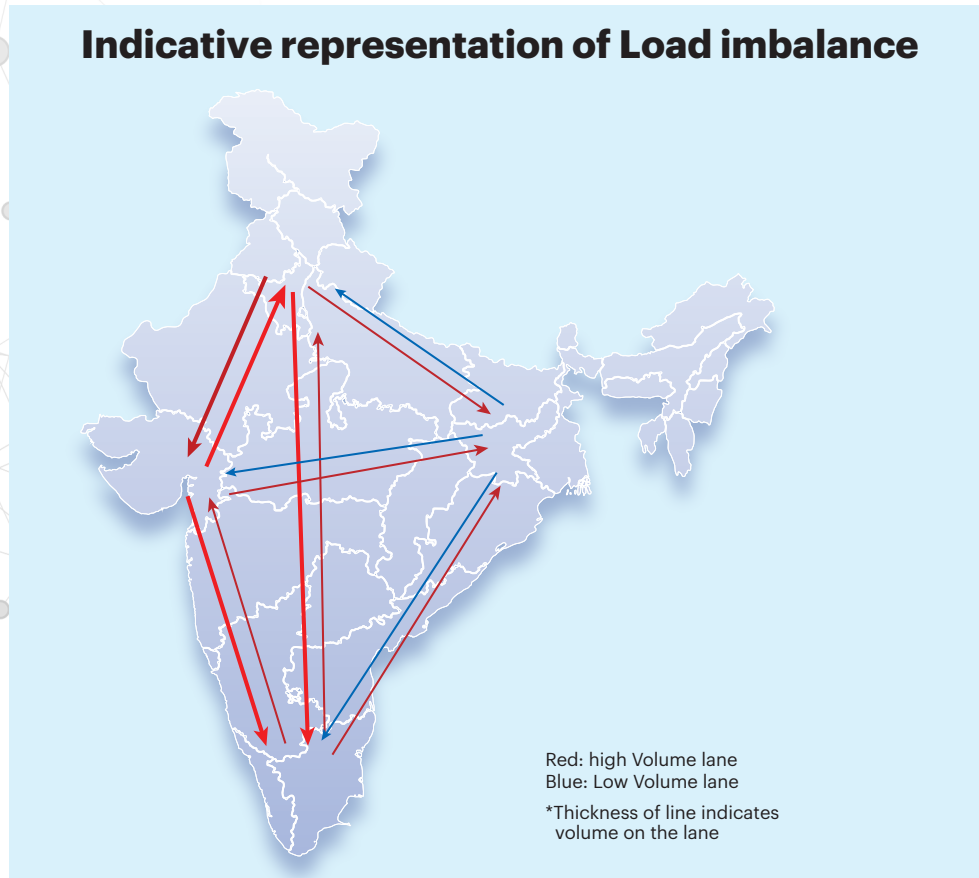 Indicative representation of Load imbalance
Red: high Volume lane
Blue: Low Volume lane
*Thickness of line indicates
volume on the lane